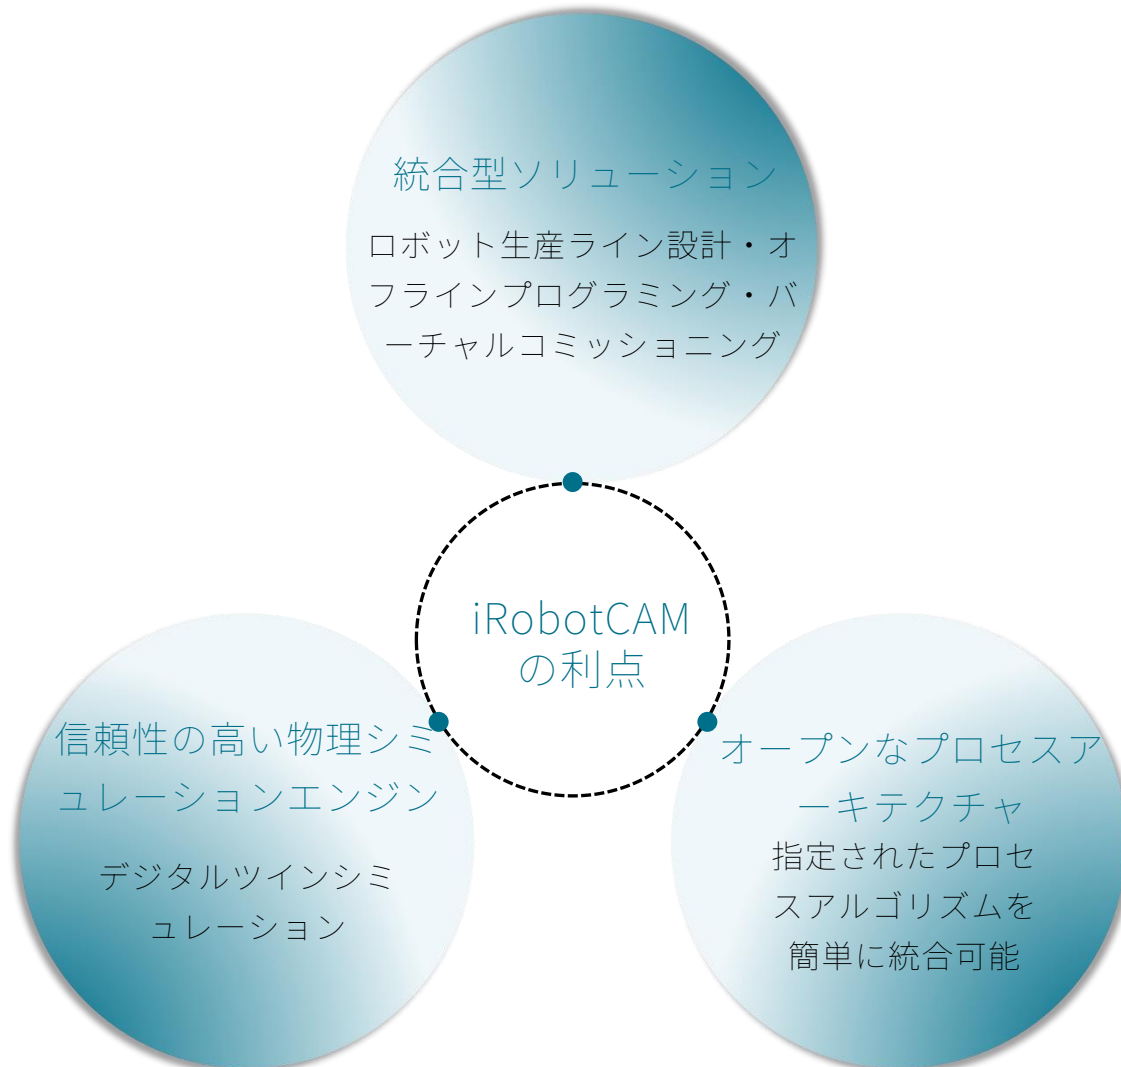 統合型ソリューション
ロボット生産ライン設計・オ
フラインプログラミング・バ
ーチャルコミッショニング
iRobotCAM
の利点
信頼性の高い物理シミ
ュレーションエンジン
デジタルツインシミ
ュレーション
オープンなプロセスア
ーキテクチャ
指定されたプロセ
スアルゴリズムを
簡単に統合可能